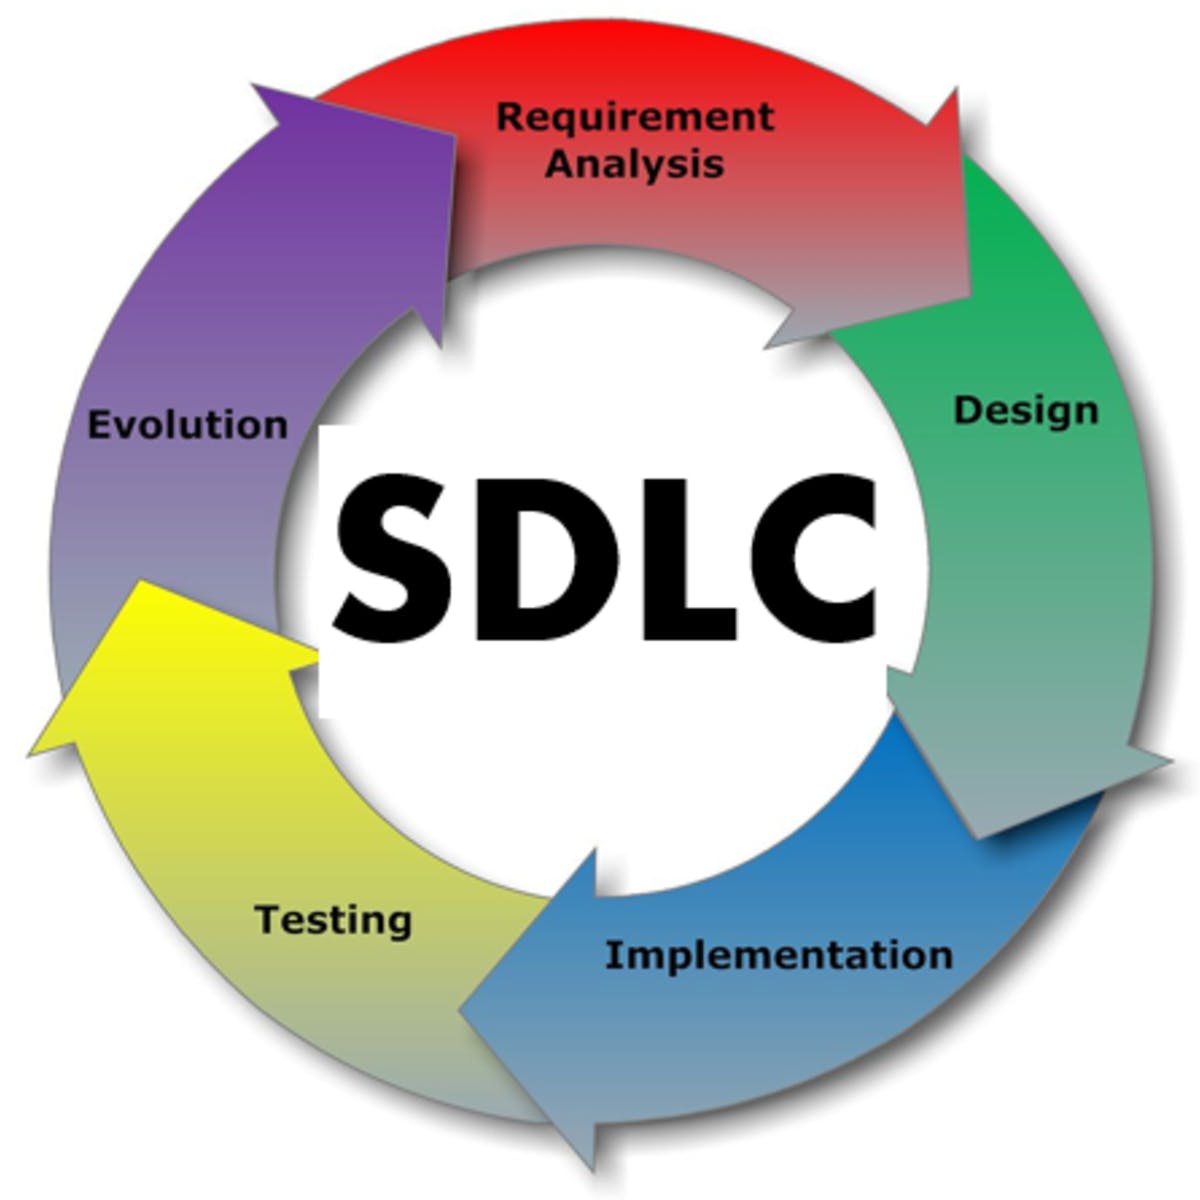 Requirement
Analysis
Design
Implementation
Testing
Evolution
SDLC